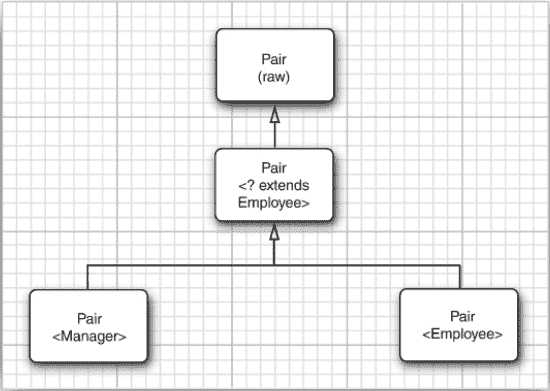 Pair
(raw)
Pair
<? extends
Employee>
Pair
<Manager>
Pair
<Employee>